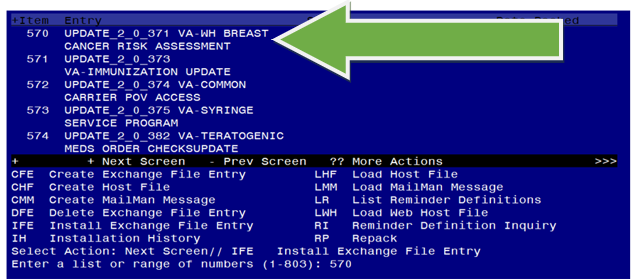 +Item  Entry
570  UPDATE_2_0_371 VA-WH BREAST
CANCER RISK ASSESSMENT
571  UPDATE_2_0_373
VA-IMMUNIZATION UPDATE
572  UPDATE_2_0_374 VA-COMMON
CARRIER POV ACCESS
573  UPDATE_2_0_375 VA-SYRINGE
SERVICE PROGRAM
574  UPDATE_2_0_382 VA-TERATOGENIC
MEDS ORDER CHECKSUPDATE
+         + Next Screen   - Prev Screen   ?? More Actions                    >>>
CFE  Create Exchange File Entry          LHF  Load Host File
CHF  Create Host File                    LMM  Load MailMan Message
CMM  Create MailMan Message              LR   List Reminder Definitions
DFE  Delete Exchange File Entry          LWH  Load Web Host File
IFE  Install Exchange File Entry         RI   Reminder Definition Inquiry
IH   Installation History                RP   Repack
Select Action: Next Screen// IFE   Install Exchange File Entry
Enter a list or range of numbers (1-803): 570